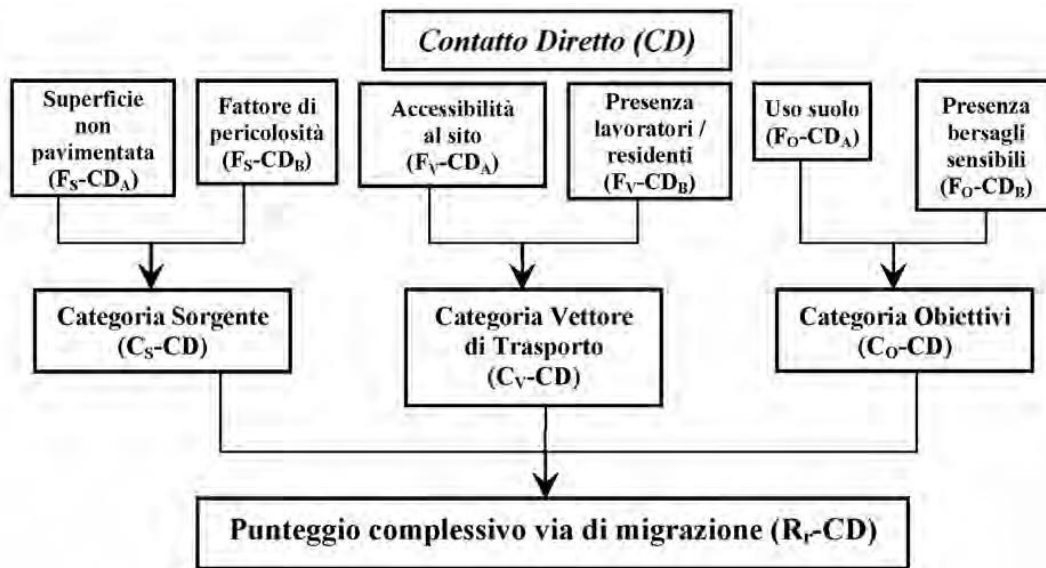 Contatto Diretto (CD)
Superficie
non
pavimentata
(FS-CDA)
Fattore di
pericolosità
(FS-CDB)
Accessibilità
al sito
(FV-CDA)
Presenza
lavoratori /
residenti
(FV-CDB)
Uso suolo
(FO-CDA)
Presenza
bersagli
sensibili
(FO-CDB)
Categoria Sorgente
(CS-CD)
Categoria Vettore
di Trasporto
(CV-CD)
Categoria Obiettivi
(CO-CD)
Punteggio complessivo via di migrazione (Rr-CD)